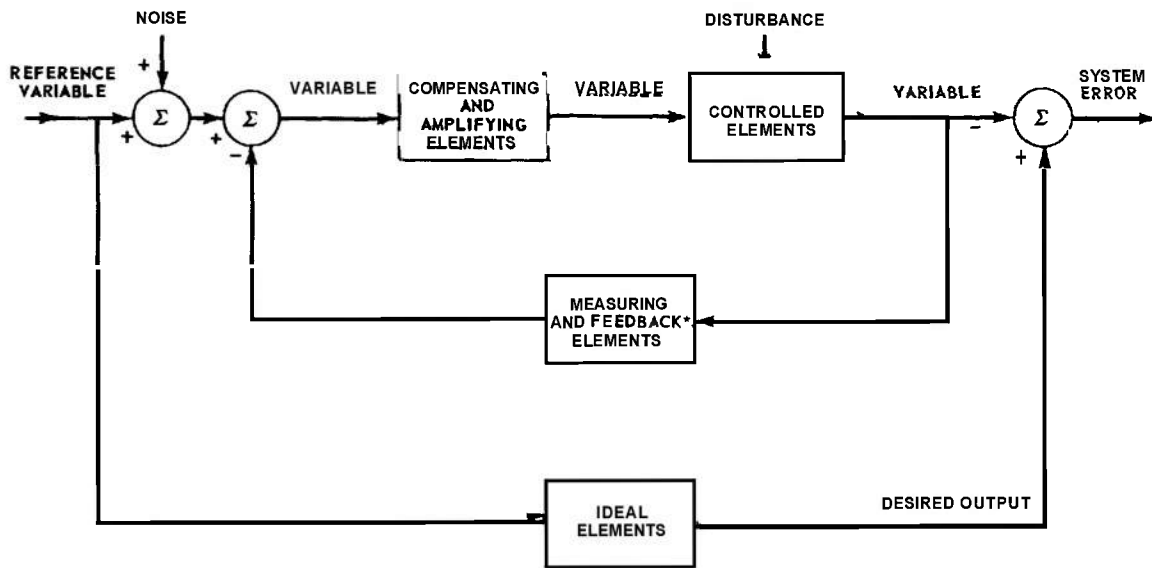 NOISE
DISTURBANCE
REFERENCE
VARIABLE
+
Σ
+
+
Σ
−
VARIABLE
COMPENSATING
AND
AMPLIFYING
ELEMENTS
VARIABLE
CONTROLLED
ELEMENTS
VARIABLE
−
Σ
+
SYSTEM
ERROR
MEASURING
AND FEEDBACK*
ELEMENTS
IDEAL
ELEMENTS
DESIRED OUTPUT